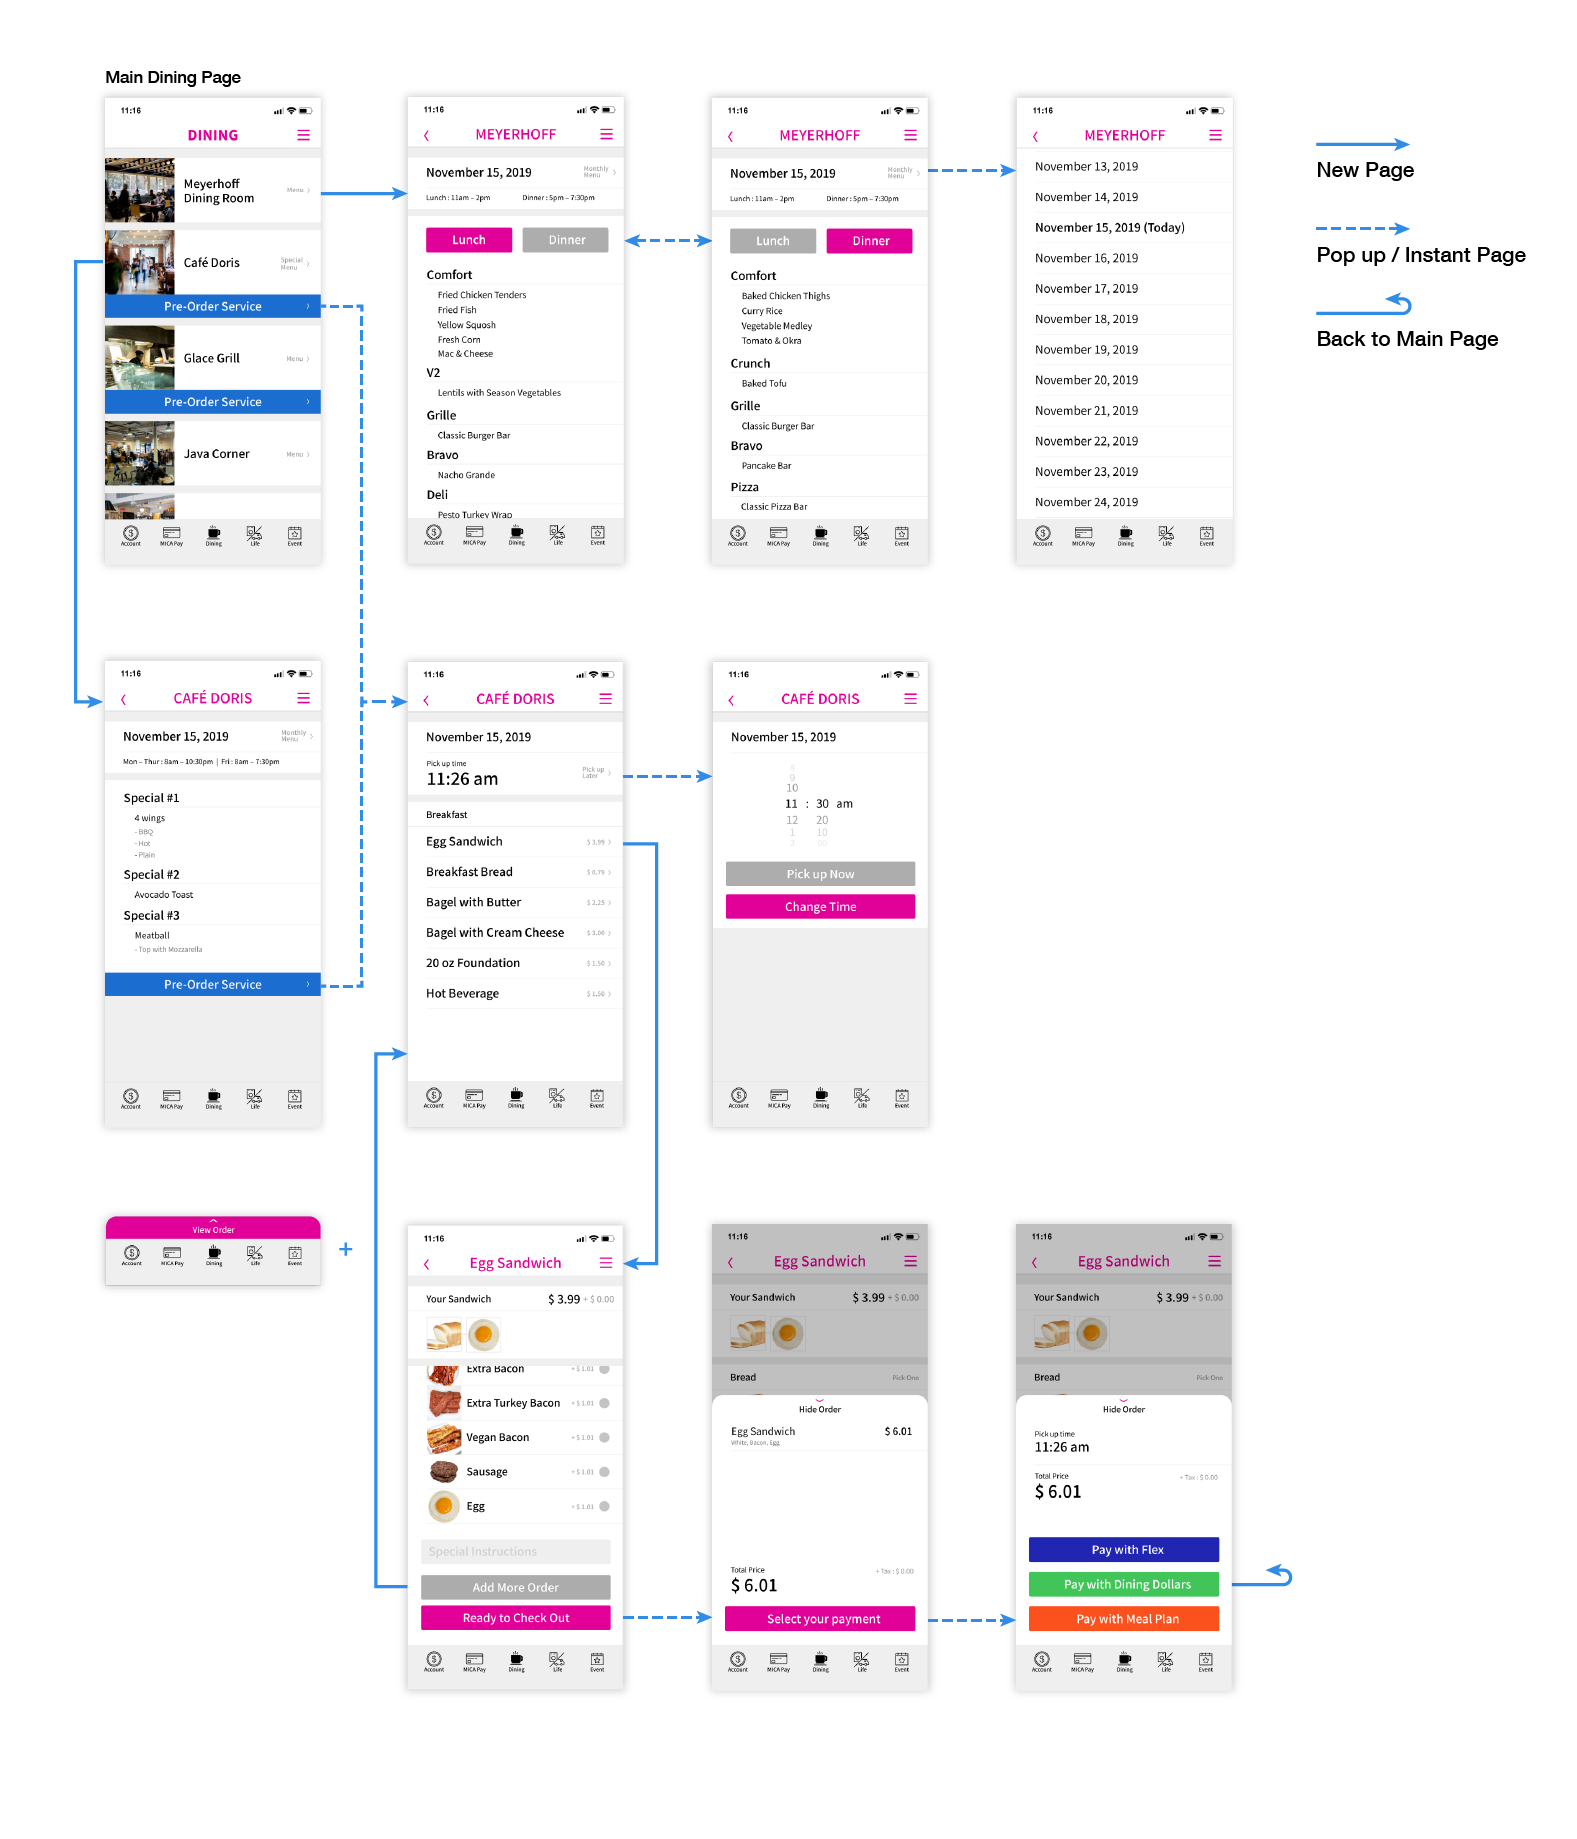 Main Dining Page
11:16
DINING
Meyerhoff
Dining Room
Menu
Café Doris
Special
Menu
Pre-Order Service
Glace Grill
Menu
Pre-Order Service
Java Corner
Menu
Account
MICA Pay
Dining
Life
Event
11:16
MEYERHOFF
November 15, 2019
Monthly
Menu
Lunch : 11am – 2pm
Dinner : 5pm – 7:30pm
Lunch
Dinner
Comfort
Fried Chicken Tenders
Fried Fish
Yellow Squosh
Fresh Corn
Mac & Cheese
V2
Lentils with Season Vegetables
Grille
Classic Burger Bar
Bravo
Nacho Grande
Deli
Pesto Turkey Wrap
Account
MICA Pay
Dining
Life
Event
11:16
MEYERHOFF
November 15, 2019
Monthly
Menu
Lunch : 11am – 2pm
Dinner : 5pm – 7:30pm
Lunch
Dinner
Comfort
Baked Chicken Thighs
Curry Rice
Vegetable Medley
Tomato & Okra
Crunch
Baked Tofu
Grille
Classic Burger Bar
Bravo
Pancake Bar
Pizza
Classic Pizza Bar
Account
MICA Pay
Dining
Life
Event
11:16
MEYERHOFF
November 13, 2019
November 14, 2019
November 15, 2019 (Today)
November 16, 2019
November 17, 2019
November 18, 2019
November 19, 2019
November 20, 2019
November 21, 2019
November 22, 2019
November 23, 2019
November 24, 2019
Account
MICA Pay
Dining
Life
Event
New Page
Pop up / Instant Page
Back to Main Page
11:16
CAFÉ DORIS
November 15, 2019
Monthly
Menu
Mon – Thur : 8am – 10:30pm | Fri : 8am – 7:30pm
Special #1
4 wings
- BBQ
- Hot
- Plain
Special #2
Avocado Toast
Special #3
Meatball
- Top with Mozzarella
Pre-Order Service
Account
MICA Pay
Dining
Life
Event
11:16
CAFÉ DORIS
November 15, 2019
Pick up time
11:26 am
Pick up
Later
Breakfast
Egg Sandwich
$ 3.99
Breakfast Bread
$ 0.79
Bagel with Butter
$ 2.25
Bagel with Cream Cheese
$ 3.00
20 oz Foundation
$ 1.50
Hot Beverage
$ 1.50
Account
MICA Pay
Dining
Life
Event
11:16
CAFÉ DORIS
November 15, 2019
8
9
10
11 : 30 am
12 20
1 10
3 00
Pick up Now
Change Time
Account
MICA Pay
Dining
Life
Event
View Order
Account
MICA Pay
Dining
Life
Event
+
11:16
Egg Sandwich
Your Sandwich
$ 3.99 + $ 0.00
Extra Bacon
+ $ 1.01
Extra Turkey Bacon
+ $ 1.01
Vegan Bacon
+ $ 1.01
Sausage
+ $ 1.01
Egg
+ $ 1.01
Special Instructions
Add More Order
Ready to Check Out
Account
MICA Pay
Dining
Life
Event
11:16
Egg Sandwich
Your Sandwich
$ 3.99 + $ 0.00
Bread
Pick One
Hide Order
Egg Sandwich
$ 6.01
White, Bacon, Egg
Total Price
+ Tax : $ 0.00
$ 6.01
Select your payment
Account
MICA Pay
Dining
Life
Event
11:16
Egg Sandwich
Your Sandwich
$ 3.99 + $ 0.00
Bread
Pick One
Hide Order
Pick up time
11:26 am
Total Price
+ Tax : $ 0.00
$ 6.01
Pay with Flex
Pay with Dining Dollars
Pay with Meal Plan
Account
MICA Pay
Dining
Life
Event